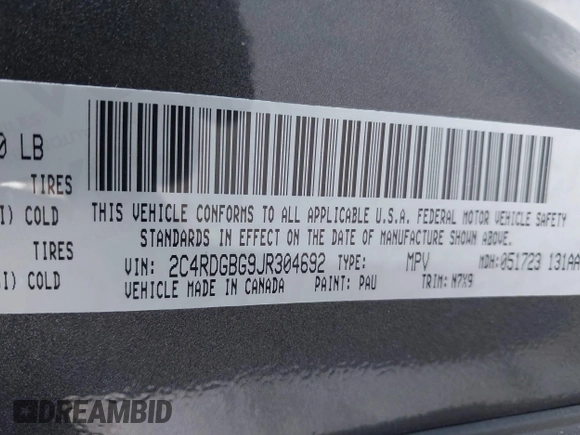 0 LB
TIRES
I) COLD
TIRES
I) COLD
THIS VEHICLE CONFORMS TO ALL APPLICABLE U.S.A. FEDERAL MOTOR VEHICLE SAFETY
STANDARDS IN EFFECT ON THE DATE OF MANUFACTURE SHOWN ABOVE.
VIN: 2C4RDGBG9JR304692 TYPE: MPV MDH: 051723 131AA
VEHICLE MADE IN CANADA PAINT: PAU TRIM: N7X9
DREAMBID